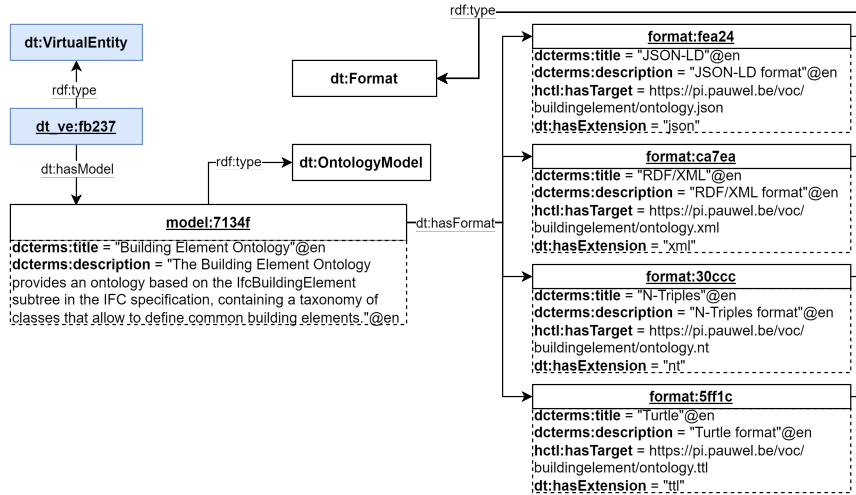 rdf:type
dt:VirtualEntity
rdf:type
dt_ve:fb237
dt:hasModel
dt:Format
rdf:type
dt:OntologyModel
model:7134f
dcterms:title = "Building Element Ontology"@en
dcterms:description = "The Building Element Ontology
provides an ontology based on the IfcBuildingElement
subtree in the IFC specification, containing a taxonomy of
classes that allow to define common building elements."@en
dt:hasFormat
format:fea24
dcterms:title = "JSON-LD"@en
dcterms:description = "JSON-LD format"@en
hctl:hasTarget = https://pi.pauwel.be/voc/
buildingelement/ontology.json
dt:hasExtension = "json"
format:ca7ea
dcterms:title = "RDF/XML"@en
dcterms:description = "RDF/XML format"@en
hctl:hasTarget = https://pi.pauwel.be/voc/
buildingelement/ontology.xml
dt:hasExtension = "xml"
format:30ccc
dcterms:title = "N-Triples"@en
dcterms:description = "N-Triples format"@en
hctl:hasTarget = https://pi.pauwel.be/voc/
buildingelement/ontology.nt
dt:hasExtension = "nt"
format:5ff1c
dcterms:title = "Turtle"@en
dcterms:description = "Turtle format"@en
hctl:hasTarget = https://pi.pauwel.be/voc/
buildingelement/ontology.ttl
dt:hasExtension = "ttl"